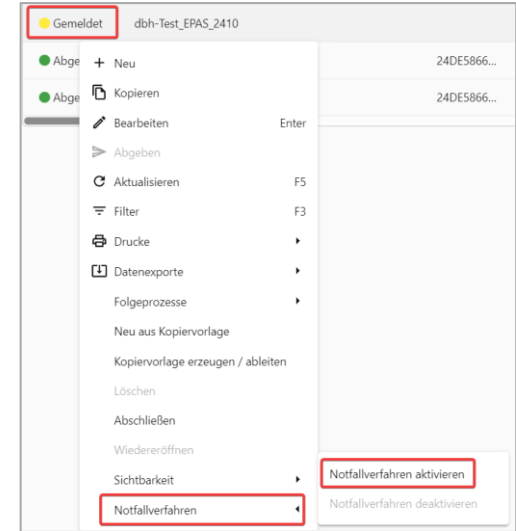 Gemeldet dbh-Test_EPAS_2410
Abge 24DE5866...
Abge 24DE5866...
Neu
Kopieren
Bearbeiten Enter
Abgeben
Aktualisieren F5
Filter F3
Drucke
Datenexporte
Folgeprozesse
Neu aus Kopiervorlage
Kopiervorlage erzeugen / ableiten
Löschen
Abschließen
Wiedereröffnen
Sichtbarkeit
Notfallverfahren
Notfallverfahren aktivieren
Notfallverfahren deaktivieren